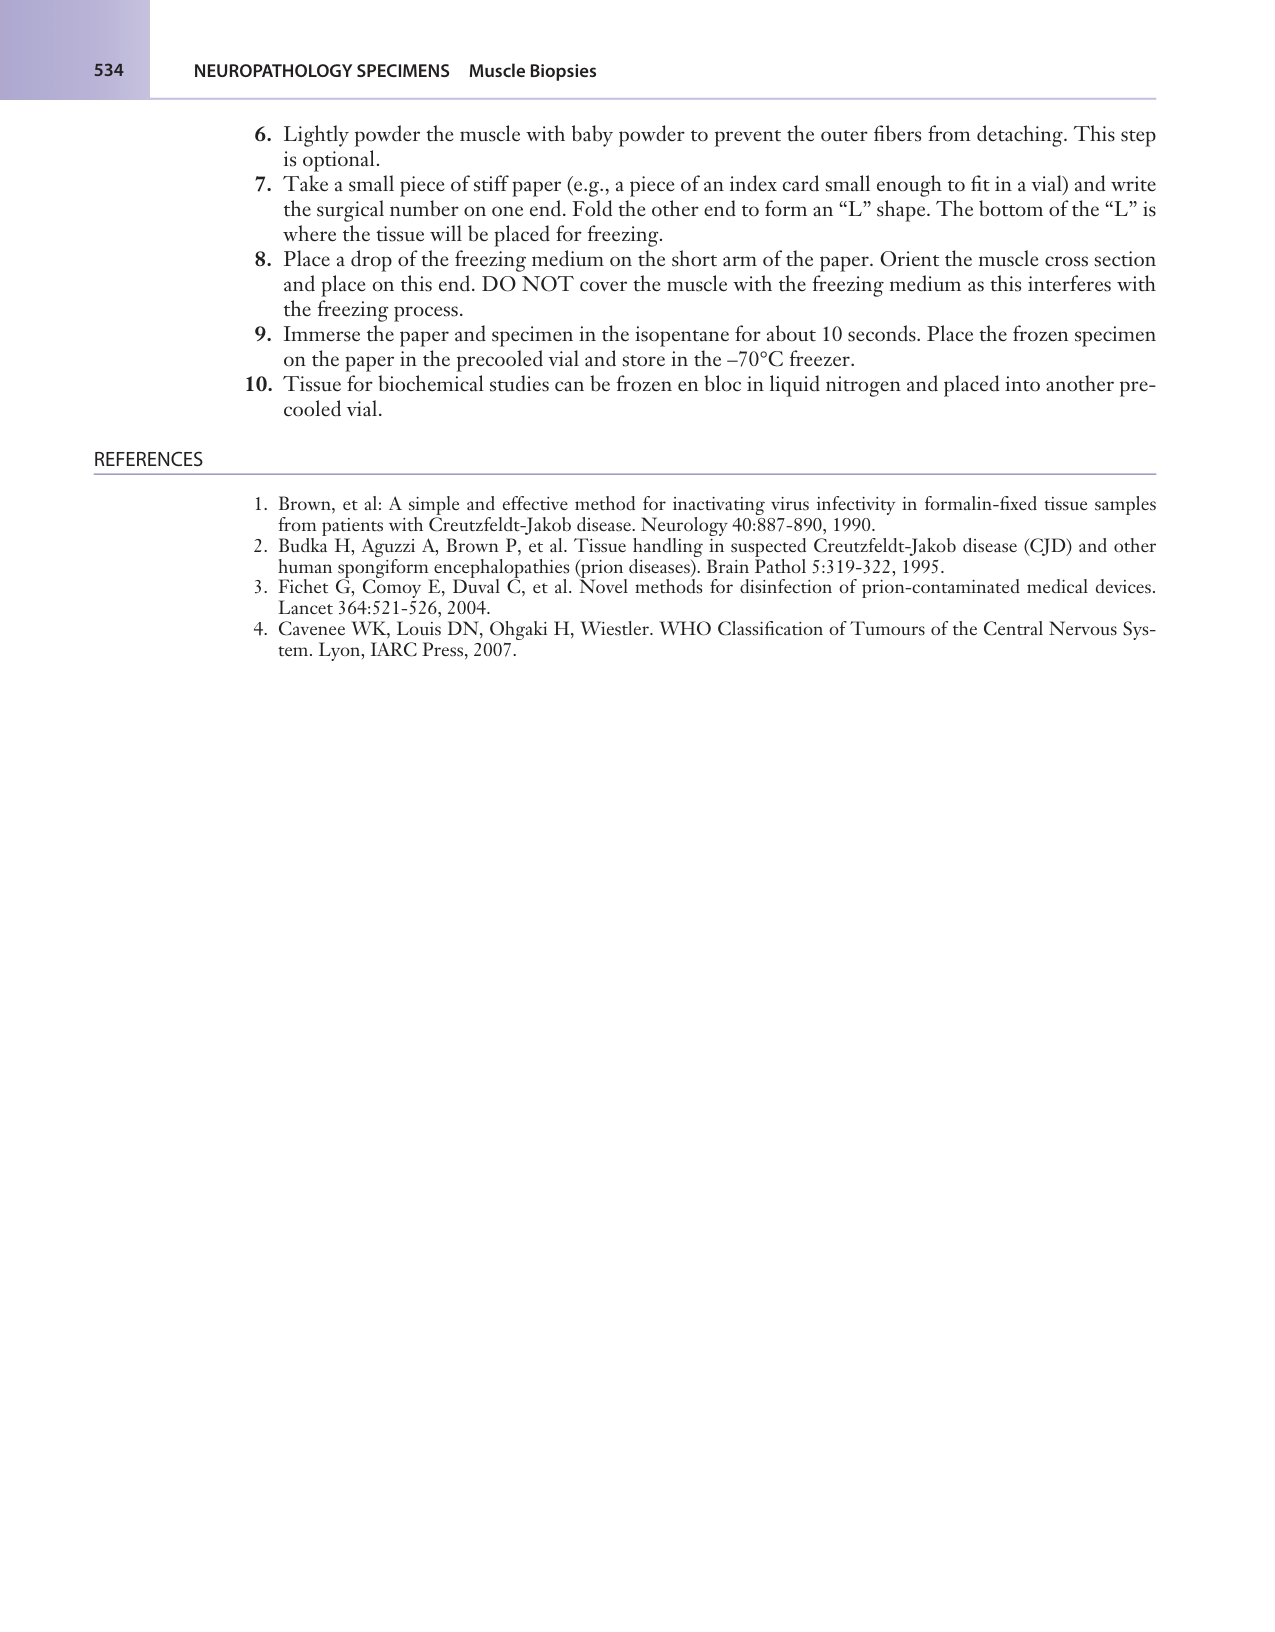 534
NEUROPATHOLOGY SPECIMENS Muscle Biopsies
6. Lightly powder the muscle with baby powder to prevent the outer fibers from detaching. This step
is optional.
7. Take a small piece of stiff paper (e.g., a piece of an index card small enough to fit in a vial) and write
the surgical number on one end. Fold the other end to form an “L” shape. The bottom of the “L” is
where the tissue will be placed for freezing.
8. Place a drop of the freezing medium on the short arm of the paper. Orient the muscle cross section
and place on this end. DO NOT cover the muscle with the freezing medium as this interferes with
the freezing process.
9. Immerse the paper and specimen in the isopentane for about 10 seconds. Place the frozen specimen
on the paper in the precooled vial and store in the –70°C freezer.
10. Tissue for biochemical studies can be frozen en bloc in liquid nitrogen and placed into another pre-
cooled vial.
REFERENCES
1. Brown, et al: A simple and effective method for inactivating virus infectivity in formalin-fixed tissue samples
from patients with Creutzfeldt-Jakob disease. Neurology 40:887-890, 1990.
2. Budka H, Aguzzi A, Brown P, et al. Tissue handling in suspected Creutzfeldt-Jakob disease (CJD) and other
human spongiform encephalopathies (prion diseases). Brain Pathol 5:319-322, 1995.
3. Fichet G, Comoy E, Duval C, et al. Novel methods for disinfection of prion-contaminated medical devices.
Lancet 364:521-526, 2004.
4. Cavenee WK, Louis DN, Ohgaki H, Wiestler. WHO Classification of Tumours of the Central Nervous Sys-
tem. Lyon, IARC Press, 2007.